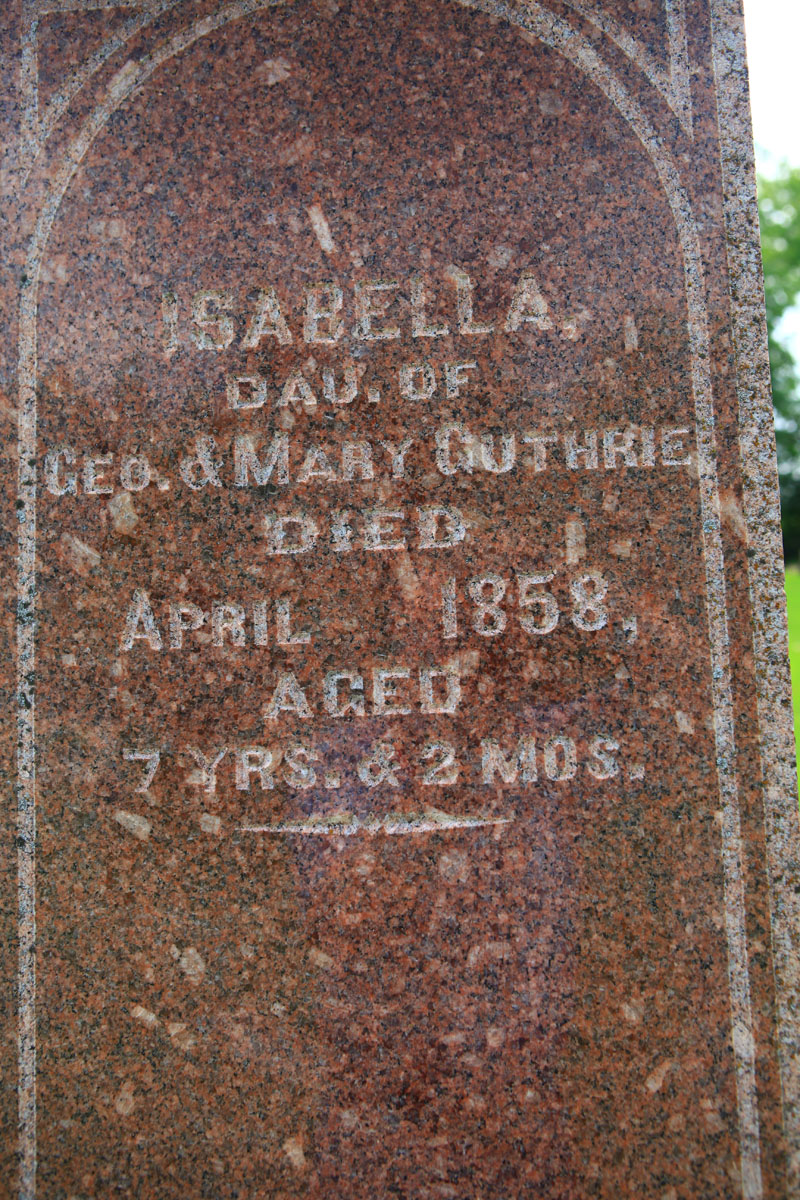 ISABELLA,
DAU. OF
GEO. & MARY GUTHRIE
DIED
APRIL 1858,
AGED
7 YRS. & 2 MOS.